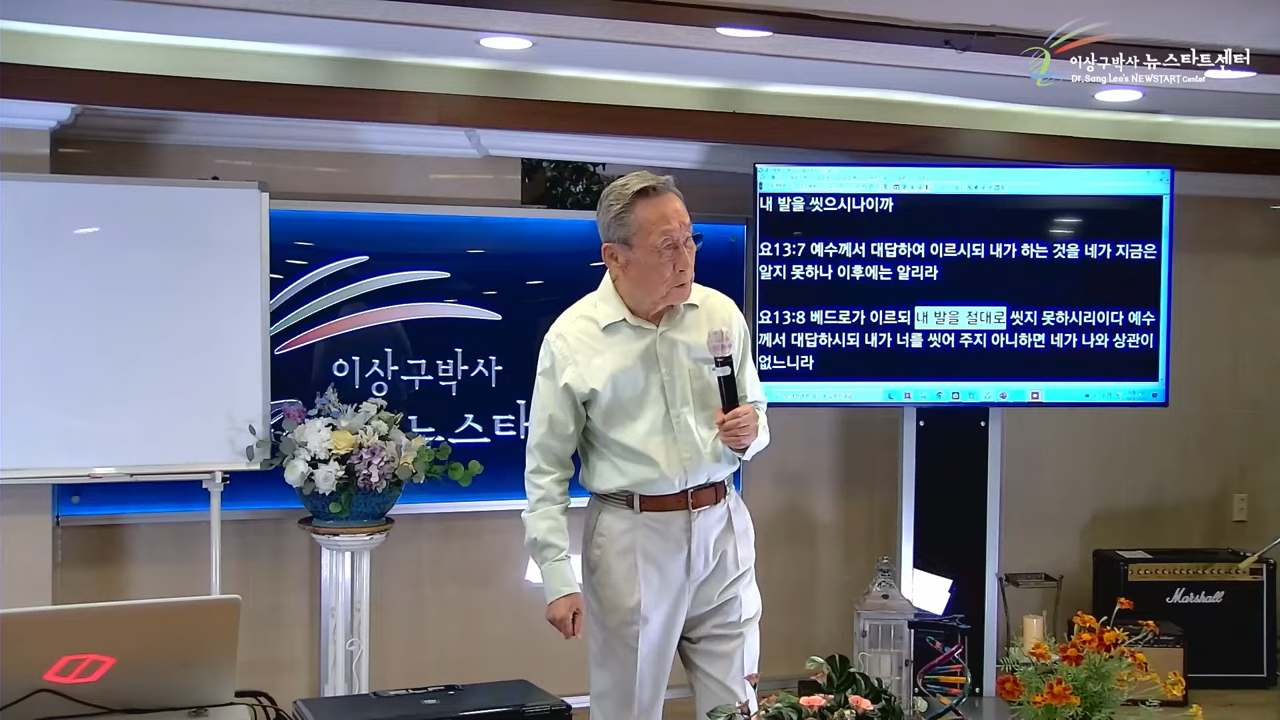 이상구박사 뉴스타트센터
Dr. Sang Lee's NEWSTART Center
내 발을 씻으시나이까
요13:7 예수께서 대답하여 이르시되 내가 하는 것을 네가 지금은
알지 못하나 이후에는 알리라
요13:8 베드로가 이르되 내 발을 절대로 씻지 못하시리이다 예수
께서 대답하시되 내가 너를 씻어 주지 아니하면 네가 나와 상관이
없느니라
이상구박사
뉴스타
Marshall